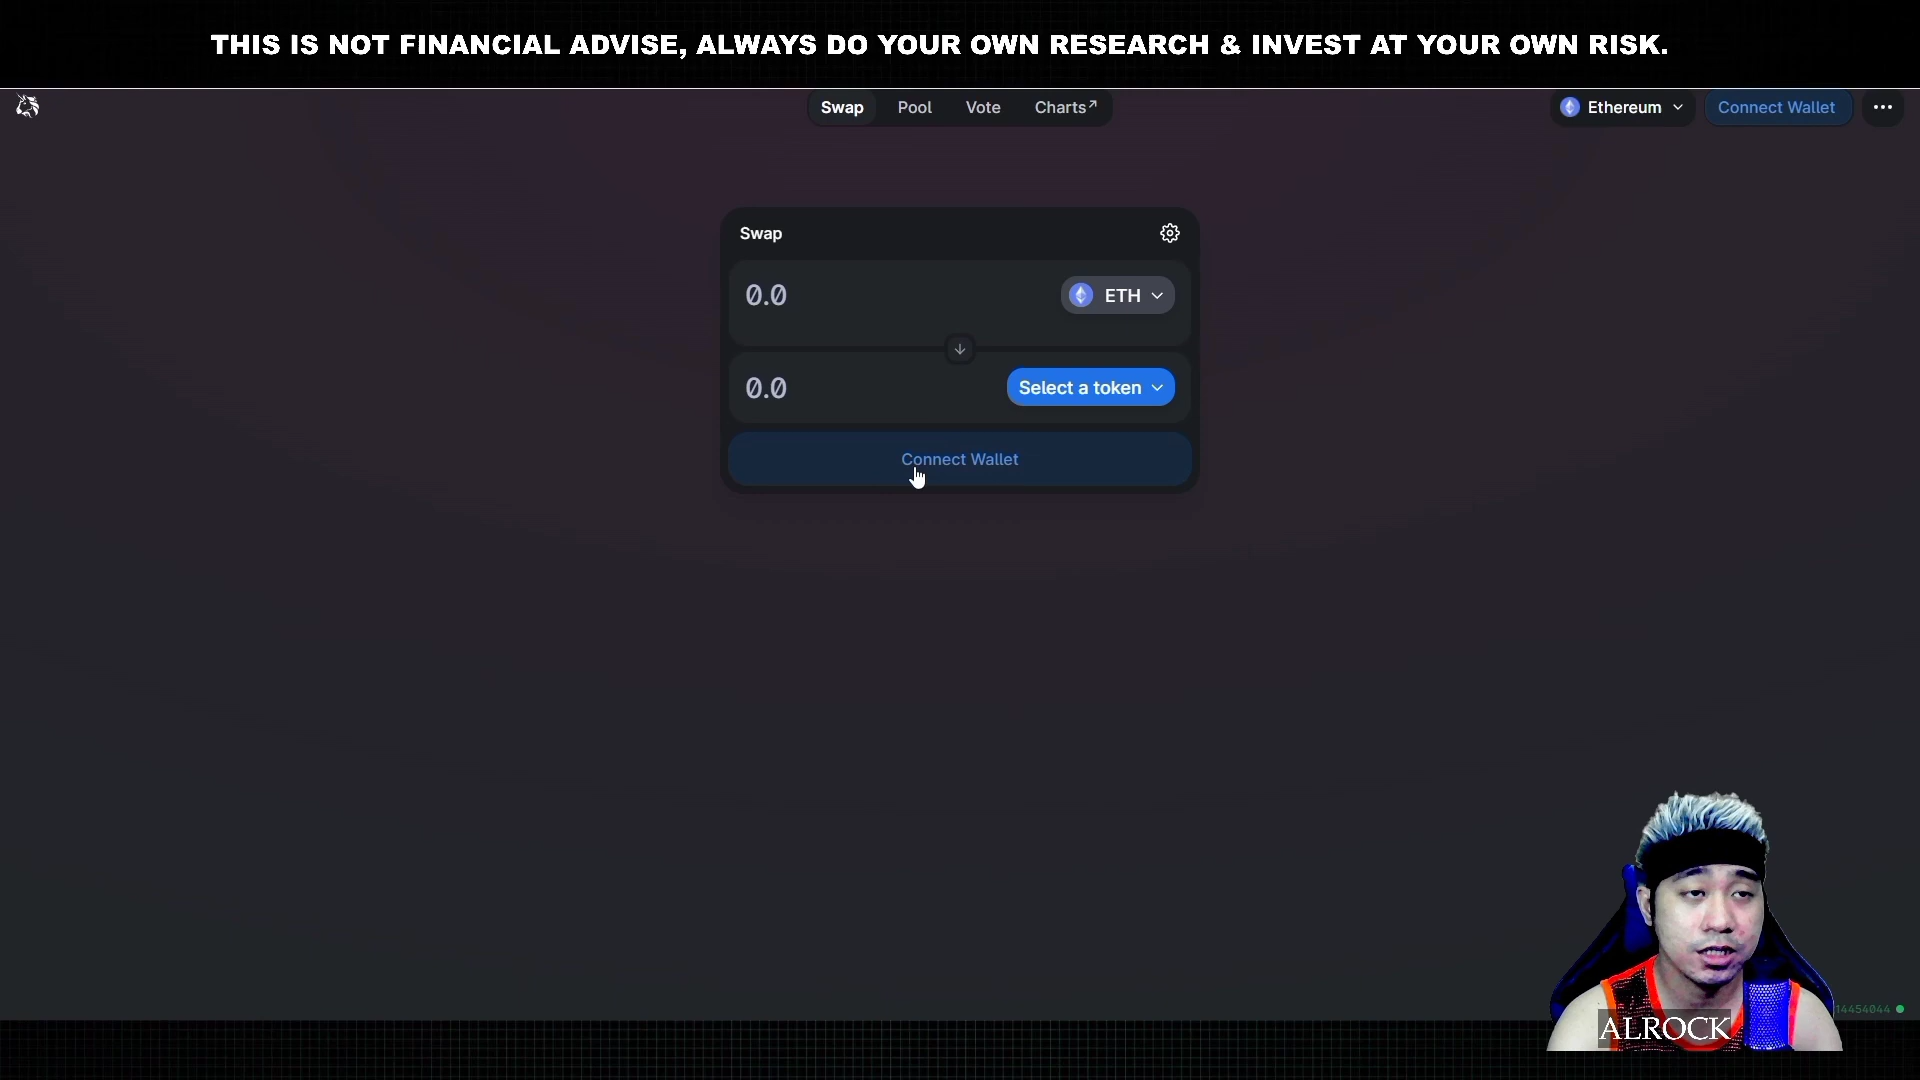 THIS IS NOT FINANCIAL ADVISE, ALWAYS DO YOUR OWN RESEARCH & INVEST AT YOUR OWN RISK.
Swap Pool Vote Charts↗ Ethereum Connect Wallet
Swap
0.0 ETH
0.0 Select a token
Connect Wallet
14454044
ALROCK